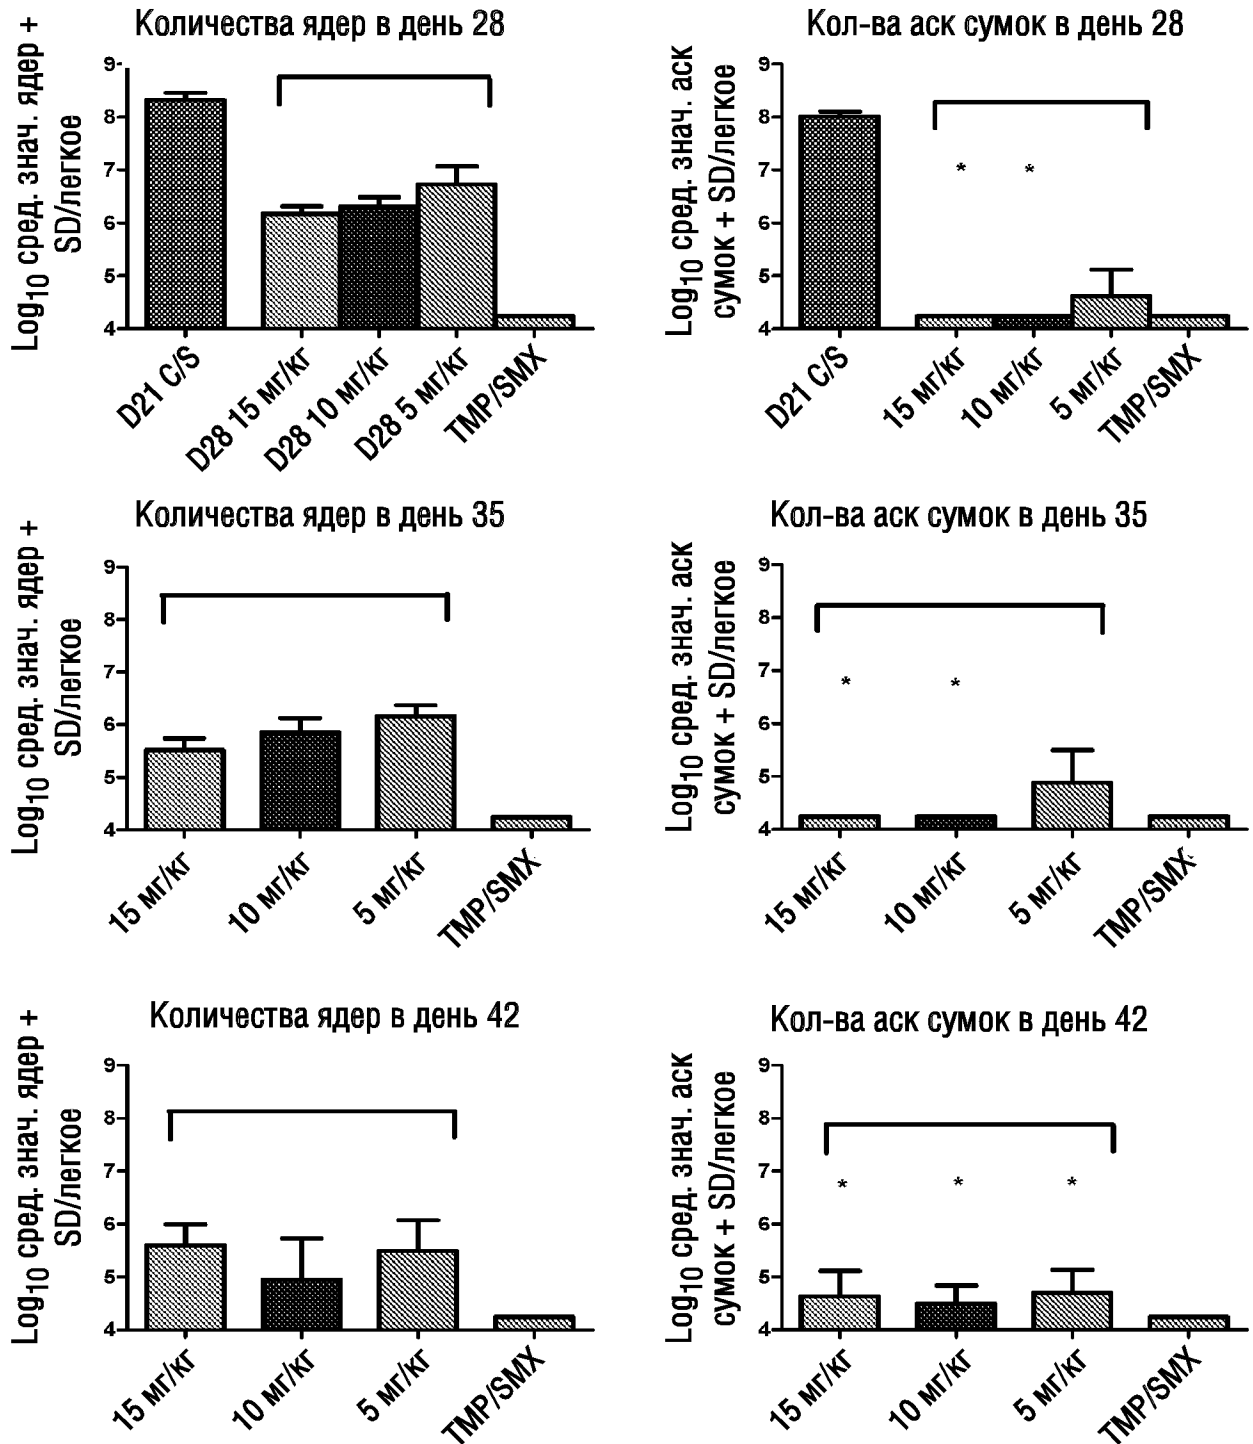 Количества ядер в день 28
Log10 сред. знач. ядер +
SD/легкое
9
8
7
6
5
4
D21 C/S
D28 15 мг/кг
D28 10 мг/кг
D28 5 мг/кг
TMP/SMX
Кол-ва аск сумок в день 28
Log10 сред. знач. аск
сумок + SD/легкое
9
8
7
6
5
4
* *
D21 C/S
15 мг/кг
10 мг/кг
5 мг/кг
TMP/SMX
Количества ядер в день 35
Log10 сред. знач. ядер +
SD/легкое
9
8
7
6
5
4
15 мг/кг
10 мг/кг
5 мг/кг
TMP/SMX
Кол-ва аск сумок в день 35
Log10 сред. знач. аск
сумок + SD/легкое
9
8
7
6
5
4
* *
15 мг/кг
10 мг/кг
5 мг/кг
TMP/SMX
Количества ядер в день 42
Log10 сред. знач. ядер +
SD/легкое
9
8
7
6
5
4
15 мг/кг
10 мг/кг
5 мг/кг
TMP/SMX
Кол-ва аск сумок в день 42
Log10 сред. знач. аск
сумок + SD/легкое
9
8
7
6
5
4
* * *
15 мг/кг
10 мг/кг
5 мг/кг
TMP/SMX